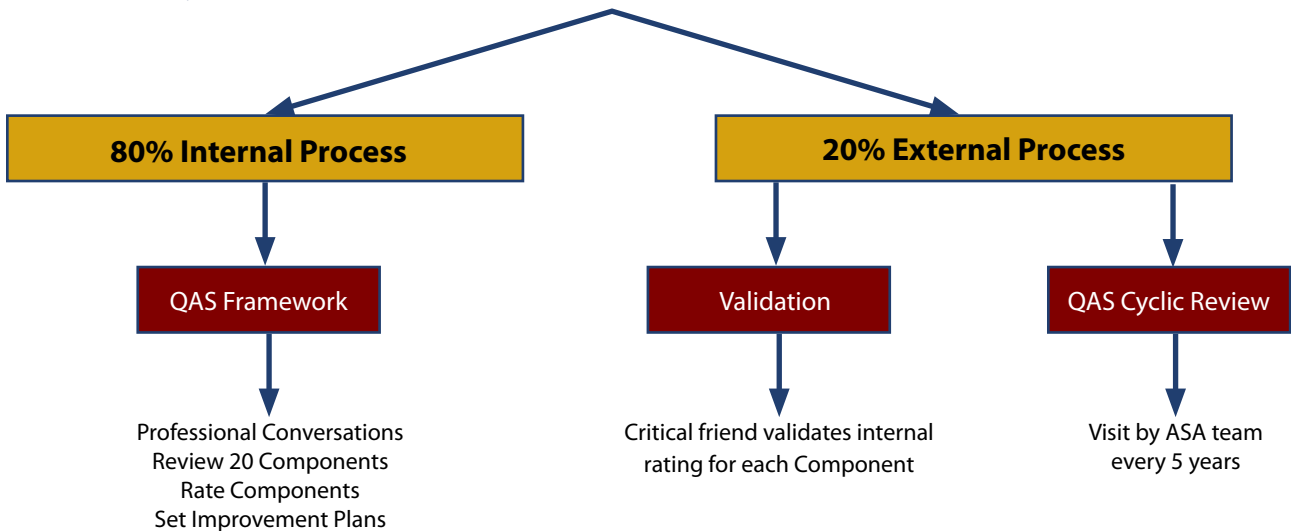 80% Internal Process
20% External Process
QAS Framework
Validation
QAS Cyclic Review
Professional Conversations
Review 20 Components
Rate Components
Set Improvement Plans
Critical friend validates internal
rating for each Component
Visit by ASA team
every 5 years